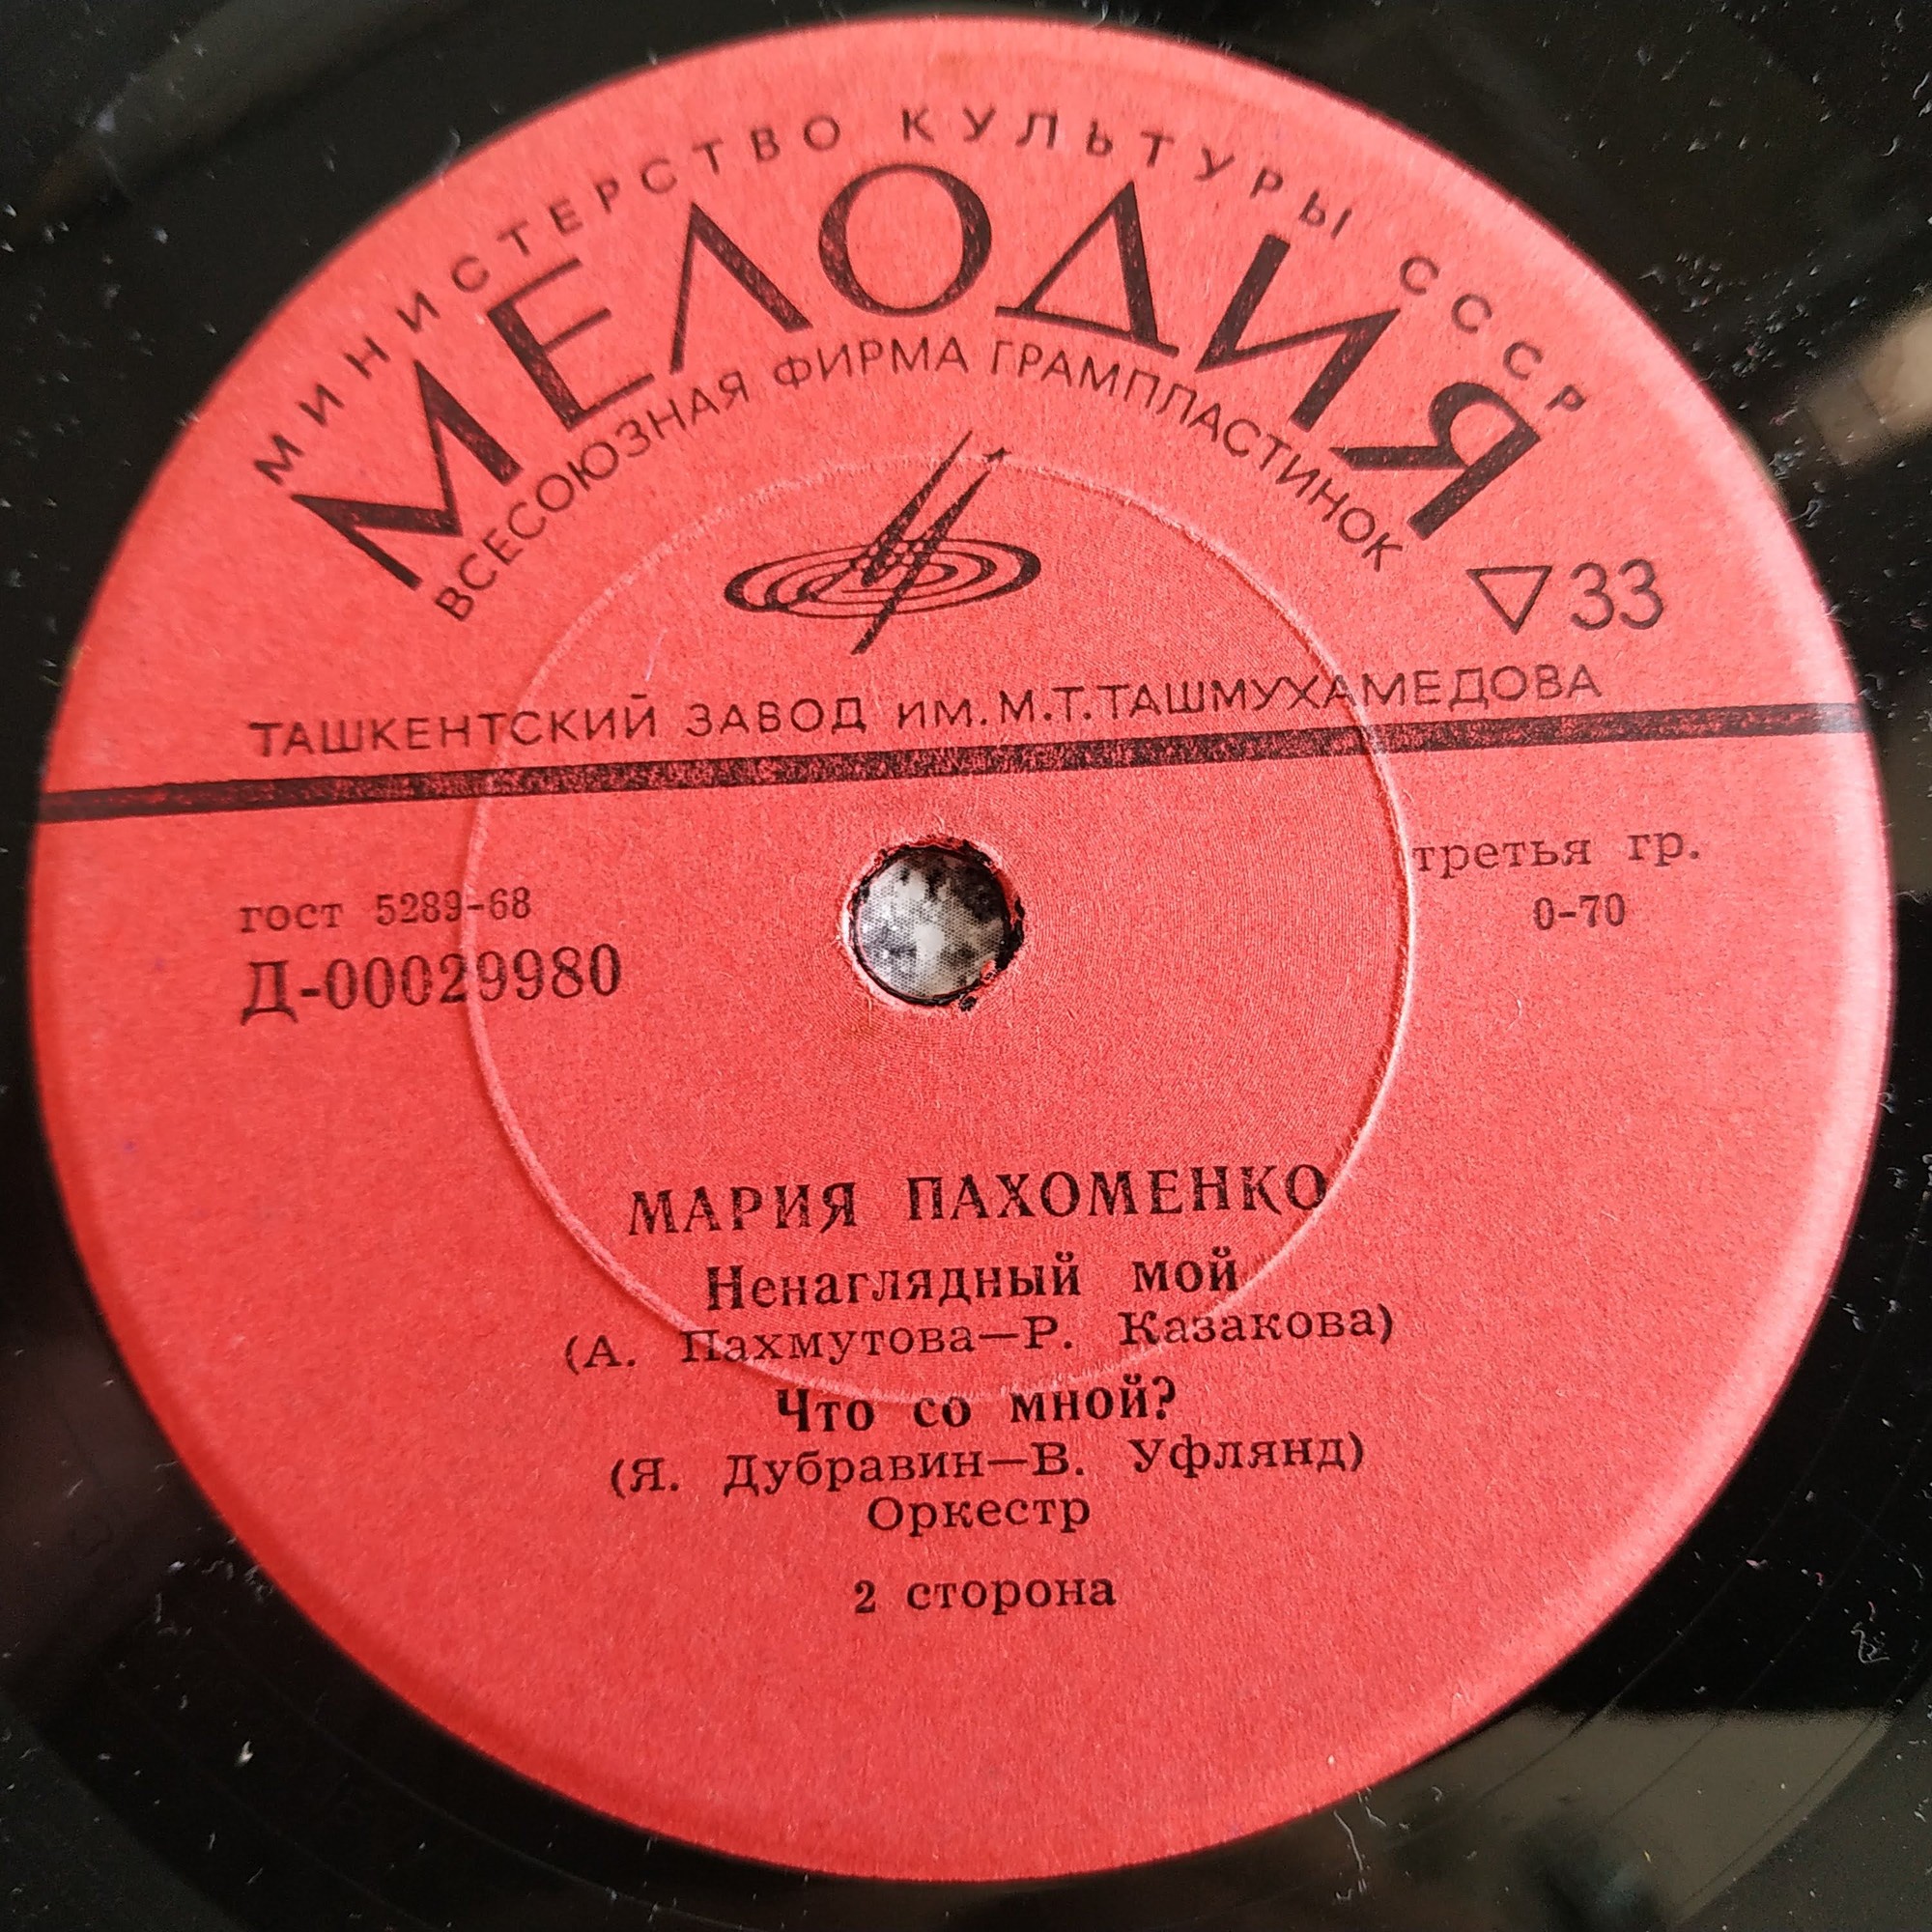 МИНИСТЕРСТВО КУЛЬТУРЫ СССР
МЕЛОДИЯ
ВСЕСОЮЗНАЯ ФИРМА ГРАМПЛАСТИНОК
33
ТАШКЕНТСКИЙ ЗАВОД ИМ. М.Т.ТАШМУХАМЕДОВА
третья гр.
гост 5289-68
0-70
Д-00029980
МАРИЯ ПАХОМЕНКО
Ненаглядный мой
(А. Пахмутова—Р. Казакова)
Что со мной?
(Я. Дубравин—В. Уфлянд)
Оркестр
2 сторона